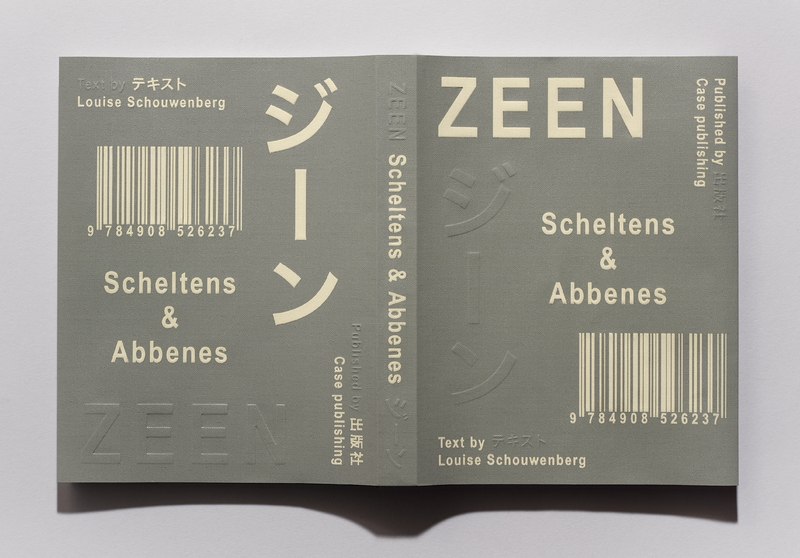 Text by テキスト
Louise Schouwenberg
ジーン
9 784908 526237
Scheltens
&
Abbenes
Published by 出版社
Case publishing
ZEEN
ZEEN Scheltens & Abbenes ジーン
ZEEN
Published by 出版社
Case publishing
ジーン
Scheltens
&
Abbenes
9 784908 526237
Text by テキスト
Louise Schouwenberg